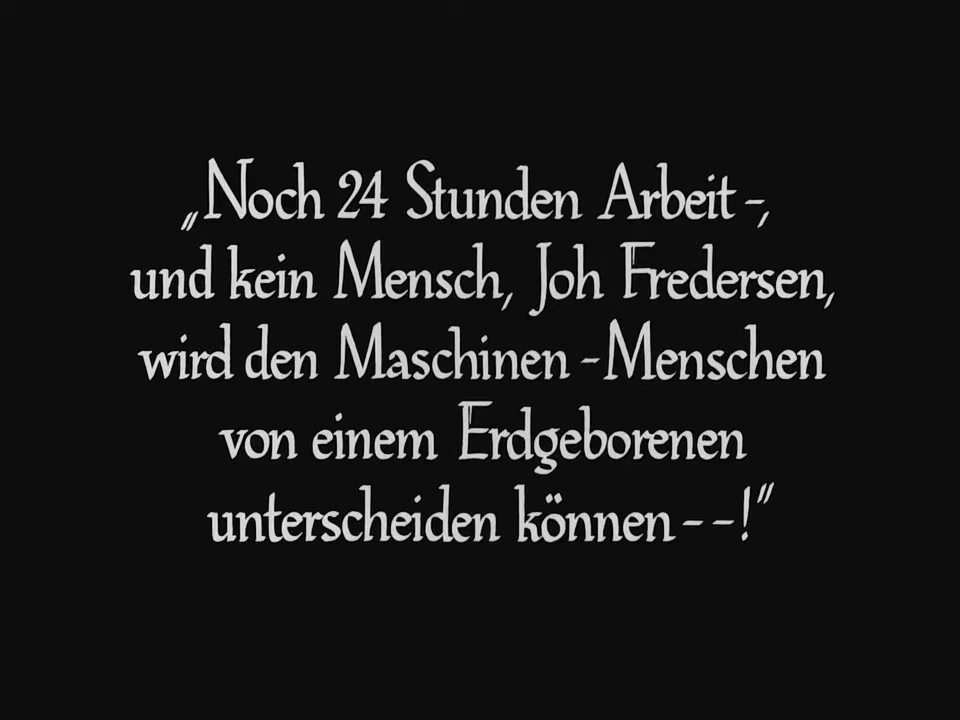 „Noch 24 Stunden Arbeit -,
und kein Mensch, Joh Fredersen,
wird den Maschinen-Menschen
von einem Erdgeborenen
unterscheiden können--!"